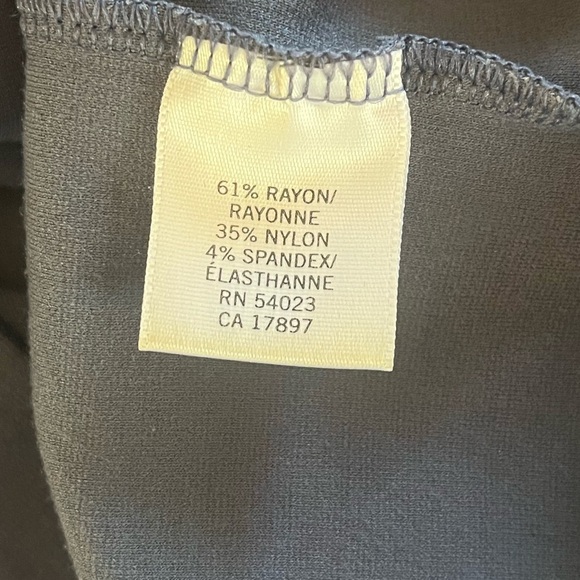 61% RAYON/
RAYONNE
35% NYLON
4% SPANDEX/
ÉLASTHANNE
RN 54023
CA 17897